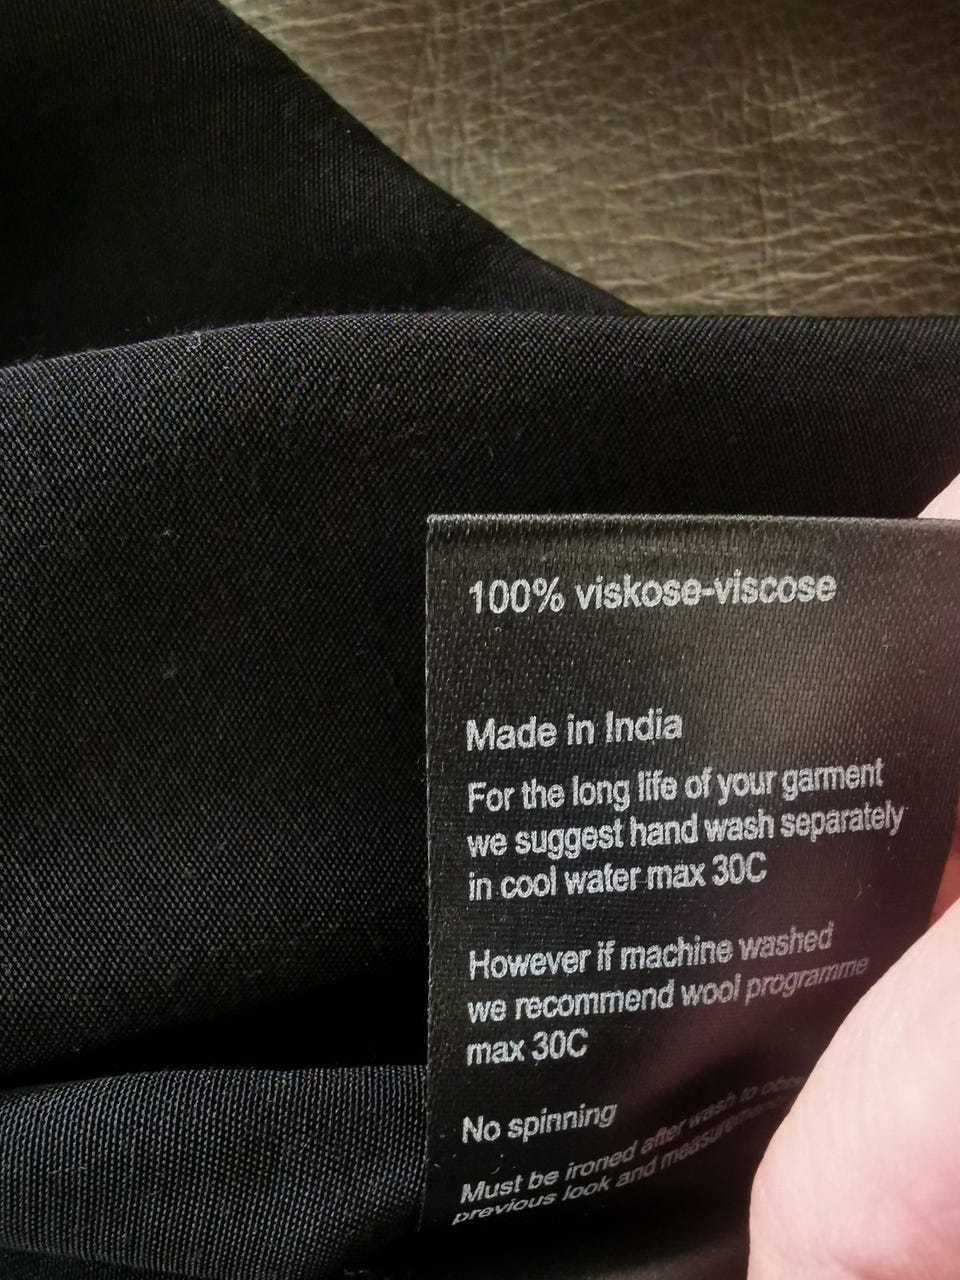 100% viskose-viscose
Made in India
For the long life of your garment
we suggest hand wash separately
in cool water max 30C
However if machine washed
we recommend wool programme
max 30C
No spinning
Must be ironed after wash to
previous look and